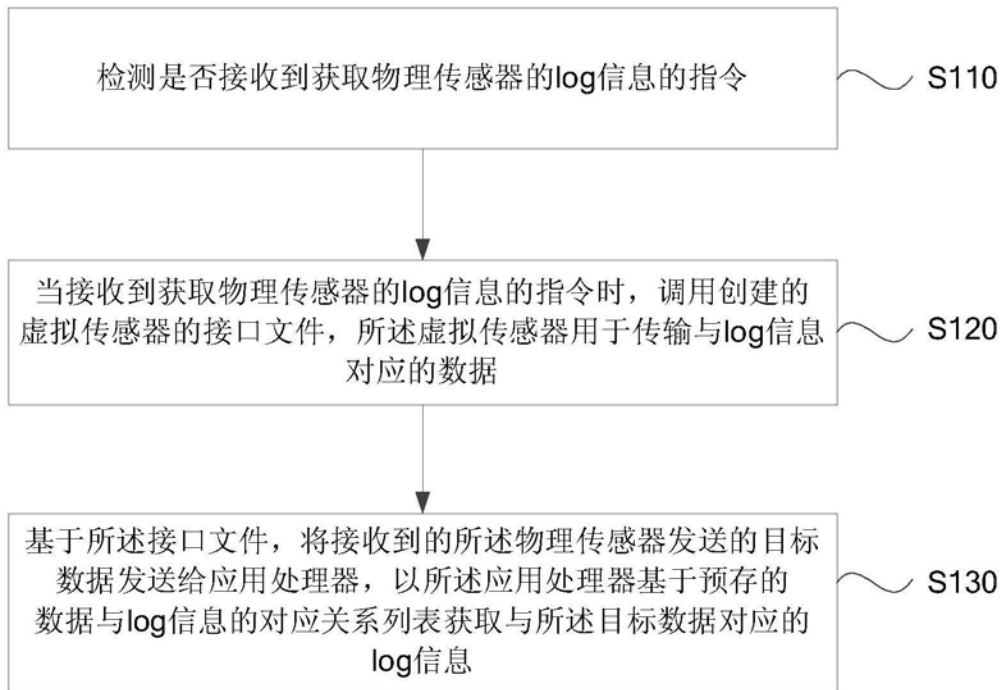 检测是否接收到获取物理传感器的log信息的指令
S110
当接收到获取物理传感器的log信息的指令时，调用创建的
虚拟传感器的接口文件，所述虚拟传感器用于传输与log信息
对应的数据
S120
基于所述接口文件，将接收到的所述物理传感器发送的目标
数据发送给应用处理器，以所述应用处理器基于预存的
数据与log信息的对应关系列表获取与所述目标数据对应的
log信息
S130